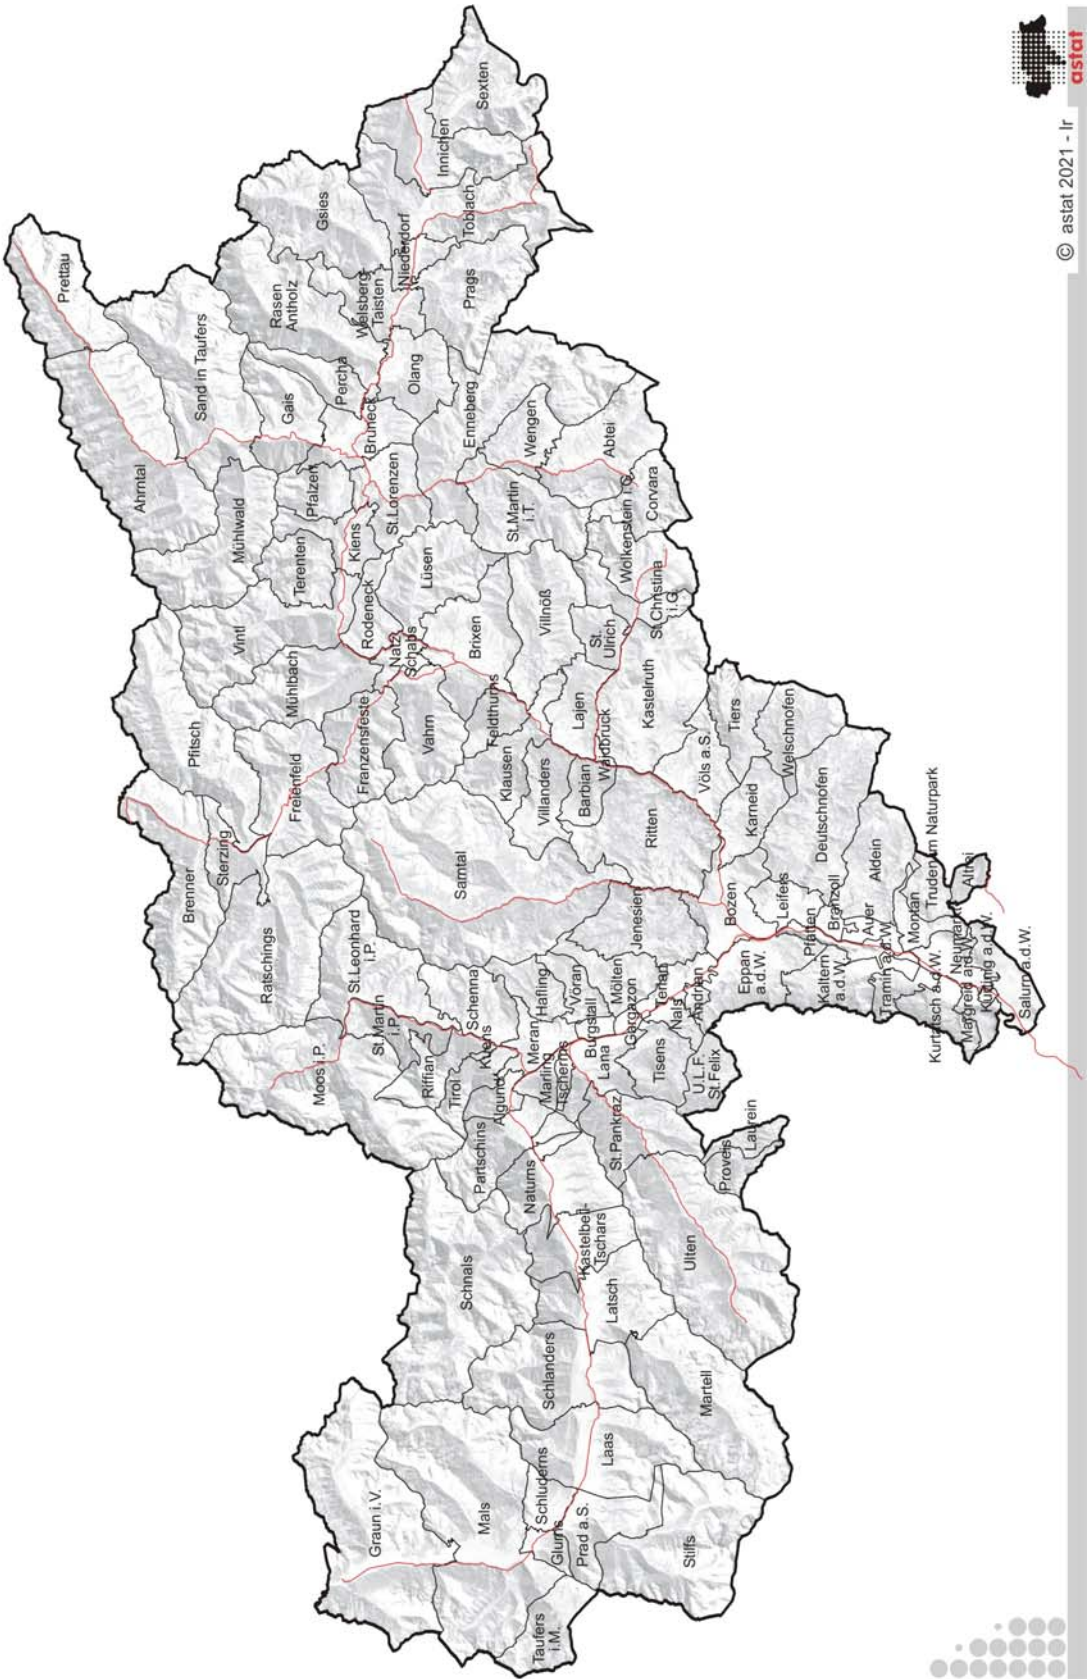 Graun i.V.
Mals
Taufers
i.M.
Glurns
Schluderns
Prad a.S.
Stilfs
Laas
Schlanders
Martell
Latsch
Kastelbell-
Tschars
Schnals
Naturns
Partschins
Ulten
St.Pankraz
Proveis
Laurein
U.L.F.
St.Felix
Moos i.P.
St.Martin
i.P.
St.Leonhard
i.P.
Riffian
Tirol
Kuens
Schenna
Algund
Meran
Hafling
Marling
Tscherms
Lana
Burgstall
Gargazon
Vöran
Mölten
Tisens
Nals
Terlan
Andrian
Jenesien
Sarntal
Ratschings
Brenner
Sterzing
Pfitsch
Freienfeld
Franzensfeste
Mühlbach
Vintl
Vahrn
Natz
Schabs
Rodeneck
Lüsen
Brixen
Feldthurns
Klausen
Villanders
Barbian
Waidbruck
Lajen
Villnöß
St.
Ulrich
St.Christina
i.G.
Wolkenstein i.G.
Kastelruth
Ritten
Völs a.S.
Tiers
Karneid
Welschnofen
Deutschnofen
Bozen
Leifers
Eppan
a.d.W.
Pfatten
Branzoll
Kaltern
a.d.W.
Auer
Aldein
Tramin a.d.W.
Montan
Truden im Naturpark
Altrei
Neumarkt
Kurtatsch a.d.W.
Margreid a.d.W.
Kurtinig a.d.W.
Salurn a.d.W.
Ahrntal
Prettau
Sand in Taufers
Mühlwald
Terenten
Pfalzen
Kiens
Gais
Percha
Bruneck
St.Lorenzen
Olang
Rasen
Antholz
Welsberg-
Taisten
Gsies
Niederdorf
Prags
Toblach
Innichen
Sexten
Enneberg
St.Martin
i.T.
Wengen
Abtei
Corvara
© astat 2021 - lr
astat